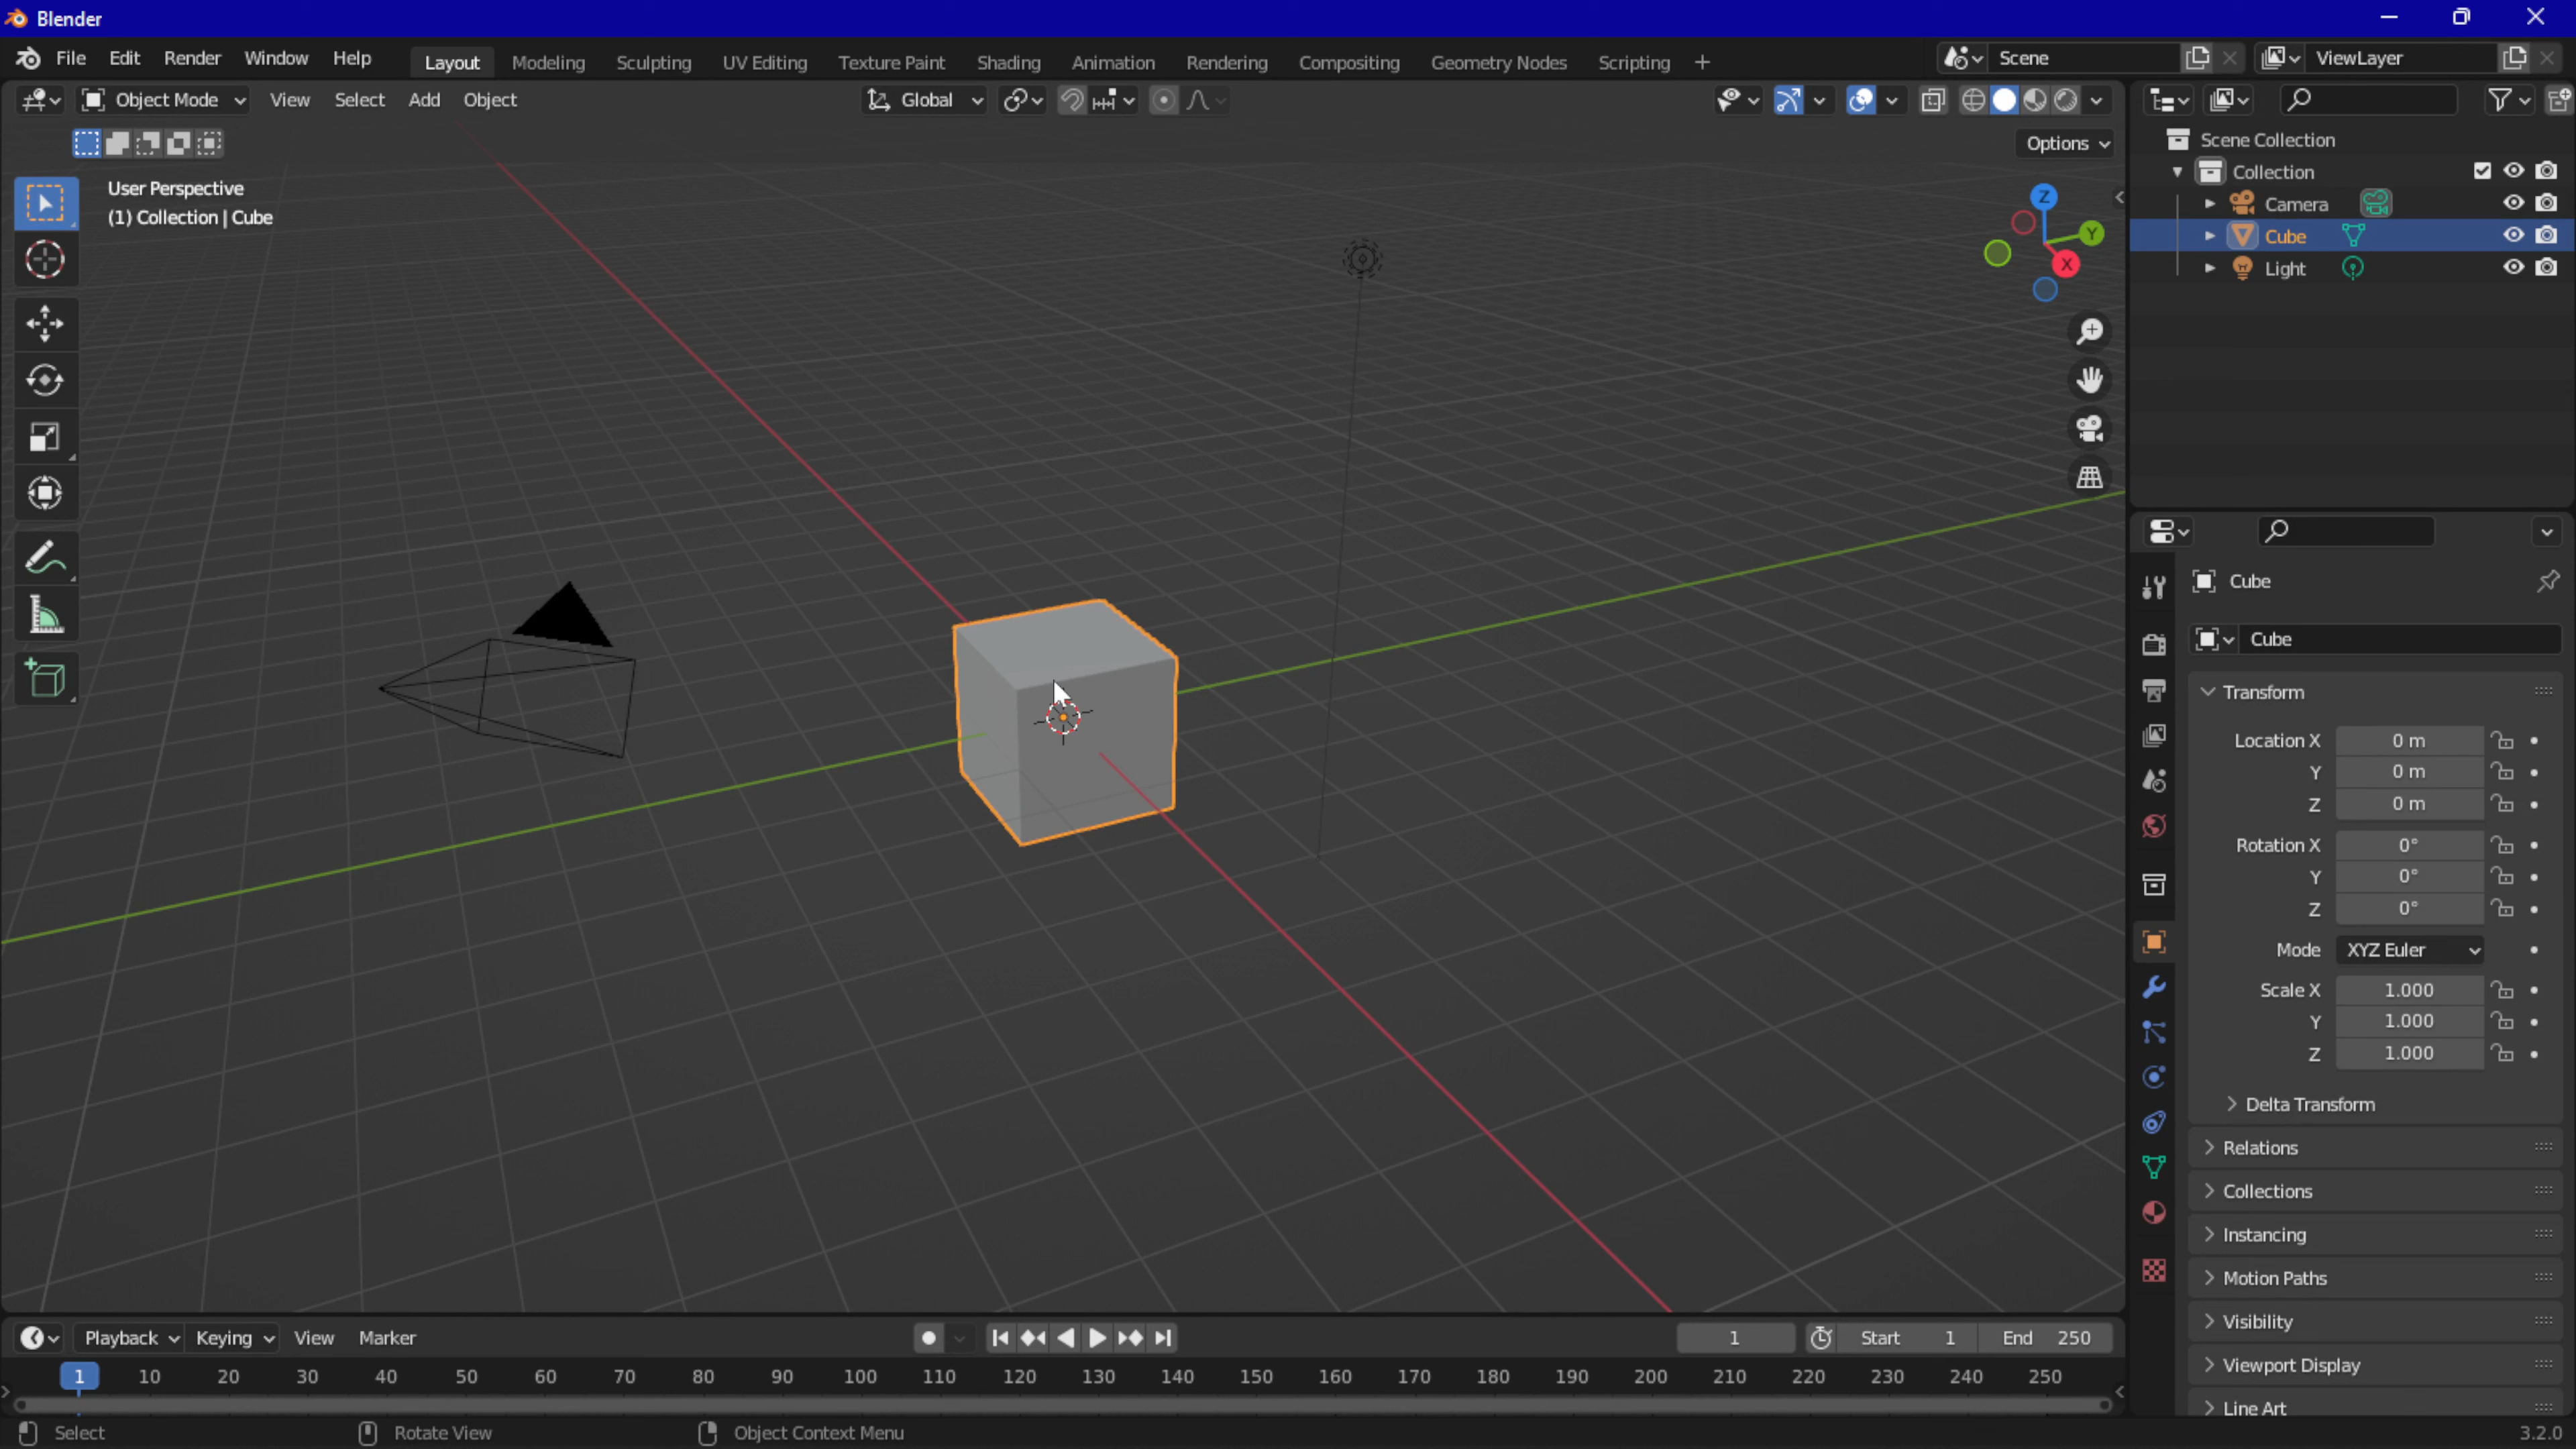 Blender
File Edit Render Window Help Layout Modeling Sculpting UV Editing Texture Paint Shading Animation Rendering Compositing Geometry Nodes Scripting + Scene ViewLayer
Object Mode View Select Add Object Global
Options
User Perspective
(1) Collection | Cube
Z
Y
X
Scene Collection
Collection
Camera
Cube
Light
Cube
Cube
Transform
Location X 0 m
Y 0 m
Z 0 m
Rotation X 0°
Y 0°
Z 0°
Mode XYZ Euler
Scale X 1.000
Y 1.000
Z 1.000
Delta Transform
Relations
Collections
Instancing
Motion Paths
Visibility
Viewport Display
Line Art
Playback Keying View Marker 1 Start 1 End 250
1 10 20 30 40 50 60 70 80 90 100 110 120 130 140 150 160 170 180 190 200 210 220 230 240 250
Select Rotate View Object Context Menu 3.2.0